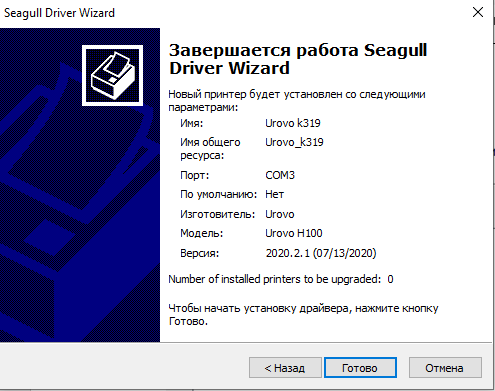 Seagull Driver Wizard
Завершается работа Seagull
Driver Wizard
Новый принтер будет установлен со следующими
параметрами:
Имя: Urovo k319
Имя общего
ресурса: Urovo_k319
Порт: COM3
По умолчанию: Нет
Изготовитель: Urovo
Модель: Urovo H100
Версия: 2020.2.1 (07/13/2020)
Number of installed printers to be upgraded: 0
Чтобы начать установку драйвера, нажмите кнопку
Готово.
< Назад Готово Отмена